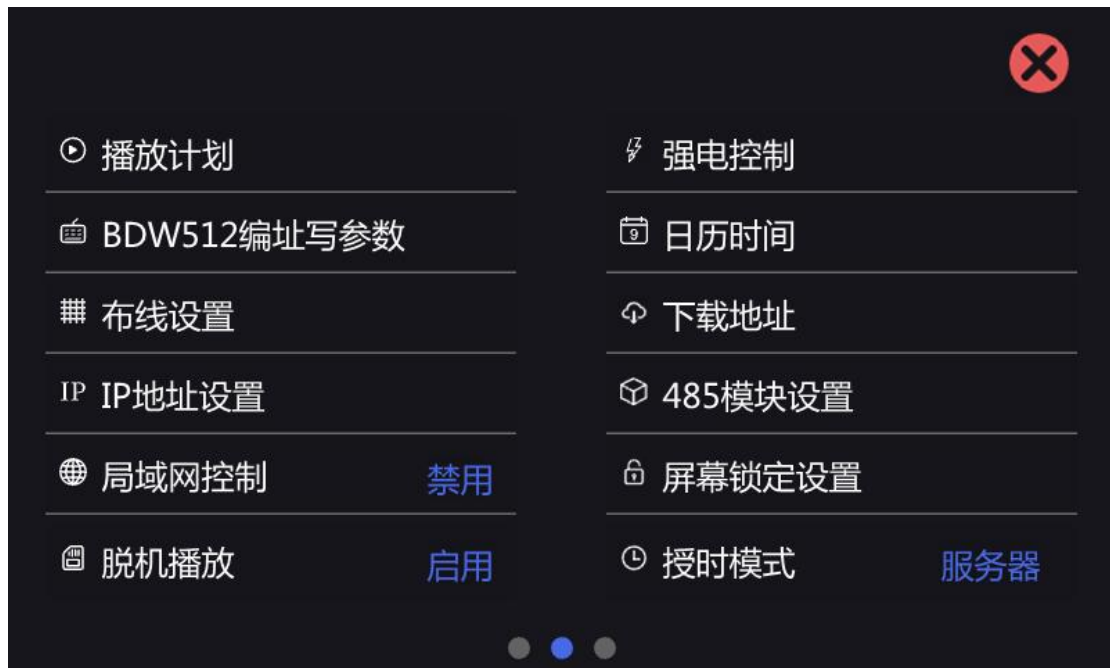 播放计划
BDW512编址写参数
布线设置
IP IP地址设置
局域网控制 禁用
脱机播放 启用
强电控制
9 日历时间
下载地址
485模块设置
屏幕锁定设置
授时模式 服务器